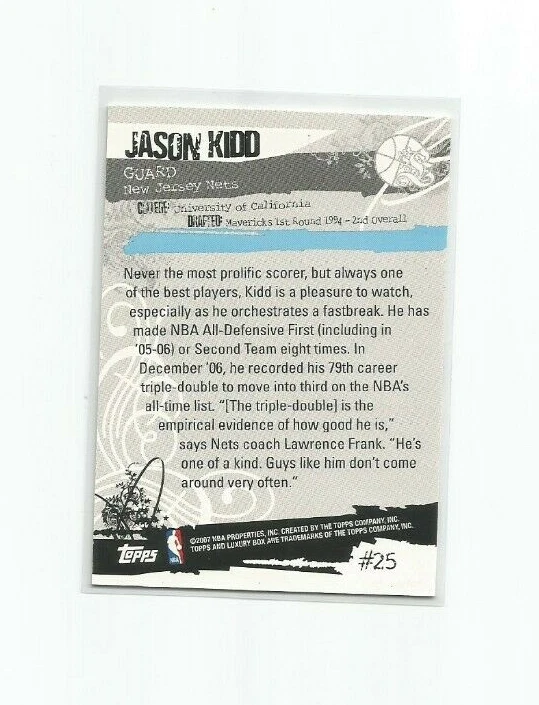 JASON KIDD
GUARD
New Jersey Nets
COLLEGE: University of California
DRAFTED: Mavericks 1st Round 1994 - 2nd Overall
Never the most prolific scorer, but always one
of the best players, Kidd is a pleasure to watch,
especially as he orchestrates a fastbreak. He has
made NBA All-Defensive First (including in
'05-06) or Second Team eight times. In
December '06, he recorded his 79th career
triple-double to move into third on the NBA's
all-time list. "[The triple-double] is the
empirical evidence of how good he is,"
says Nets coach Lawrence Frank. "He's
one of a kind. Guys like him don't come
around very often."
©2007 NBA PROPERTIES, INC. CREATED BY THE TOPPS COMPANY, INC.
TOPPS AND LUXURY BOX ARE TRADEMARKS OF THE TOPPS COMPANY, INC.
topps
NBA
#25